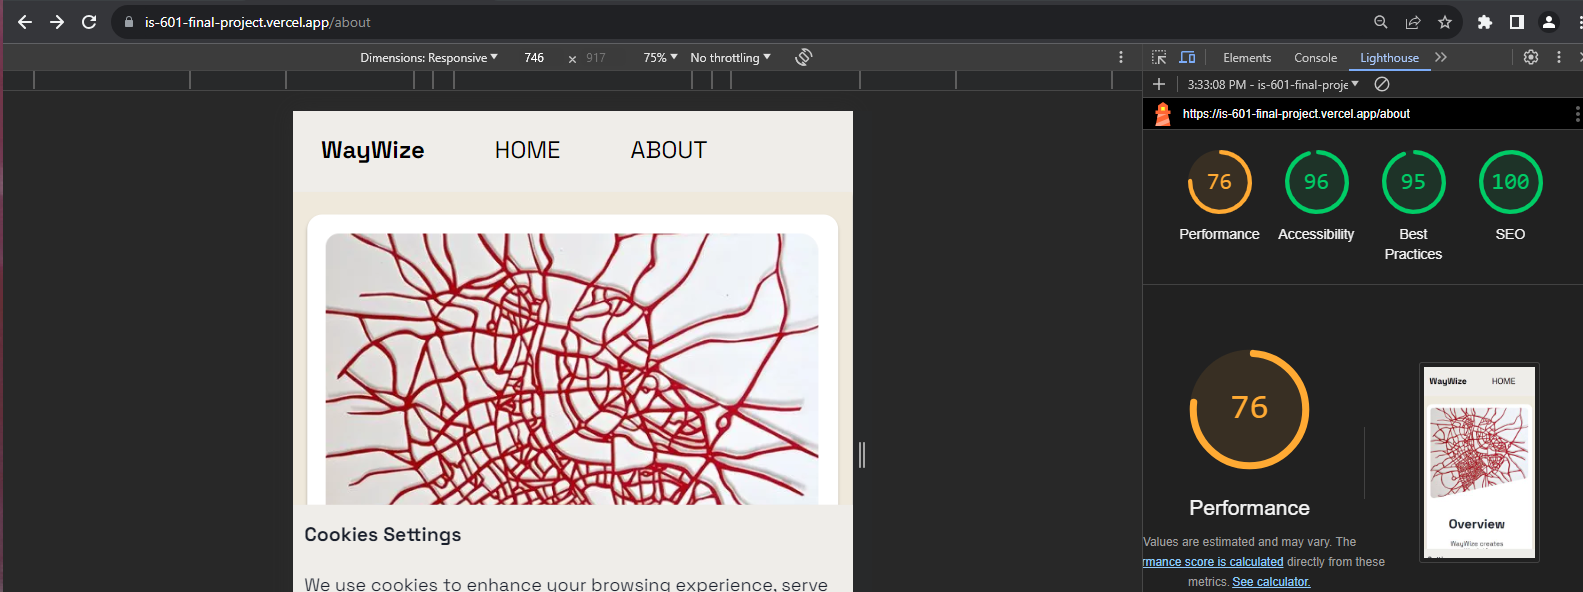 is-601-final-project.vercel.app/about
Dimensions: Responsive 746 × 917 75% No throttling
Elements Console Lighthouse
3:33:08 PM - is-601-final-proje
https://is-601-final-project.vercel.app/about
WayWize HOME ABOUT
76 96 95 100
Performance Accessibility Best Practices SEO
76
Performance
Values are estimated and may vary. The
rmance score is calculated directly from these
metrics. See calculator.
WayWize HOME
Overview
WayWize creates
Cookies Settings
We use cookies to enhance your browsing experience, serve